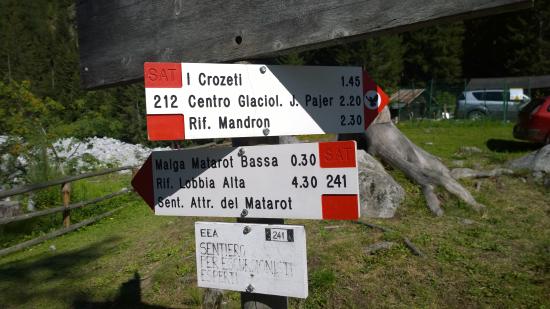 SAT
212
I Crozeti 1.45
Centro Glaciol. J. Pajer 2.20
Rif. Mandron 2.30
Malga Matarot Bassa 0.30
Rif. Lobbia Alta 4.30
Sent. Attr. del Matarot
SAT
241
EEA 241
SENTIERO
PER ESCURSIONISTI
ESPERTI